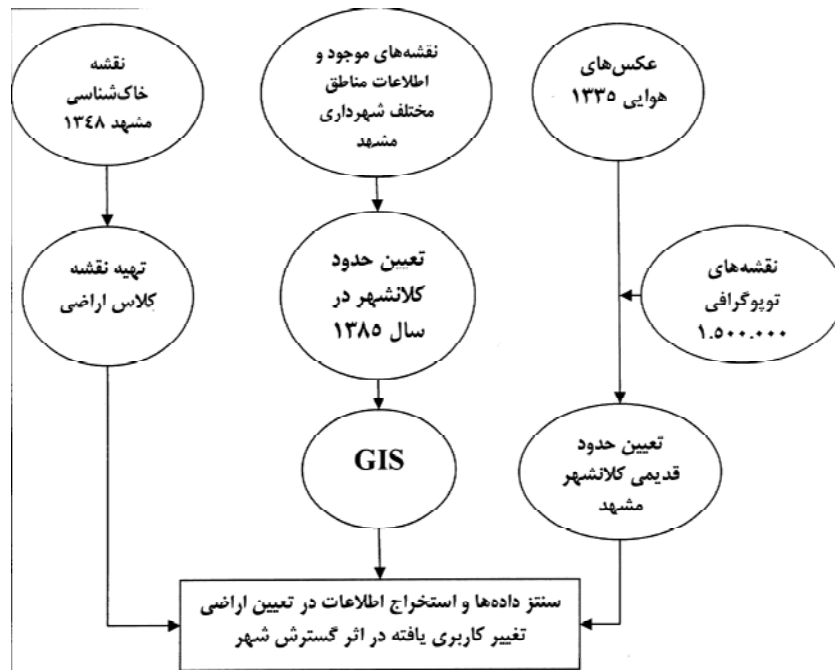 عکس‌های
هوایی ۱۳۳۵
نقشه‌های
توپوگرافی
۱.۵۰۰.۰۰۰
تعیین حدود
قدیمی کلانشهر
مشهد
نقشه‌های موجود و
اطلاعات مناطق
مختلف شهرداری
مشهد
تعیین حدود
کلانشهر در
سال ۱۳۸۵
GIS
نقشه
خاک‌شناسی
مشهد ۱۳٤۸
تهیه نقشه
کلاس اراضی
سنتز داده‌ها و استخراج اطلاعات در تعیین اراضی
تغییر کاربری یافته در اثر گسترش شهر